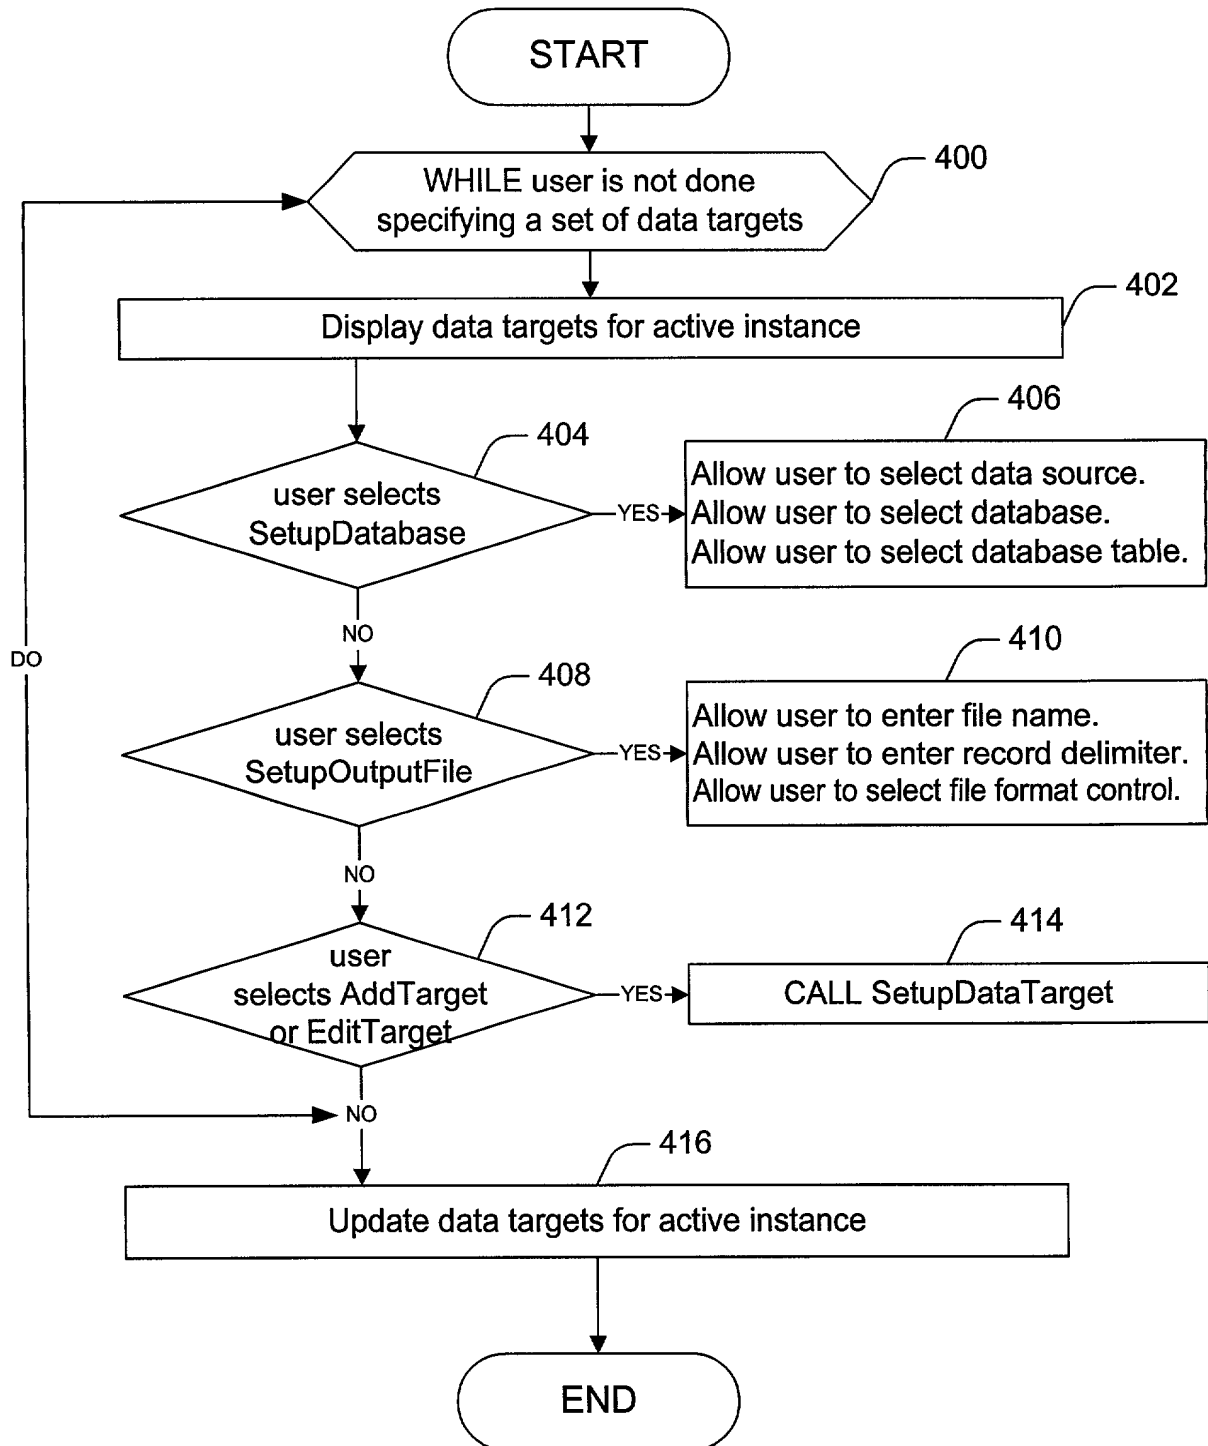 START
WHILE user is not done
specifying a set of data targets
400
Display data targets for active instance
402
user selects
SetupDatabase
404
YES
Allow user to select data source.
Allow user to select database.
Allow user to select database table.
406
NO
DO
user selects
SetupOutputFile
408
YES
Allow user to enter file name.
Allow user to enter record delimiter.
Allow user to select file format control.
410
NO
user
selects AddTarget
or EditTarget
412
YES
CALL SetupDataTarget
414
NO
Update data targets for active instance
416
END